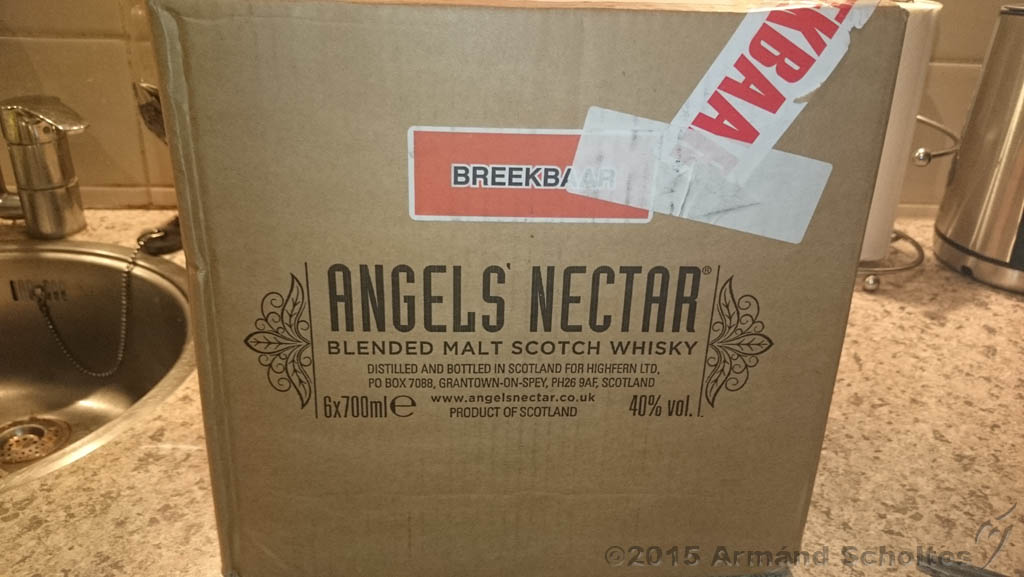 KBAA
BREEKBAAR
ANGELS' NECTAR®
BLENDED MALT SCOTCH WHISKY
DISTILLED AND BOTTLED IN SCOTLAND FOR HIGHFERN LTD,
PO BOX 7088, GRANTOWN-ON-SPEY, PH26 9AF, SCOTLAND
www.angelsnectar.co.uk
6x700ml℮ PRODUCT OF SCOTLAND 40% vol.
©2015 Armánd Scholtes